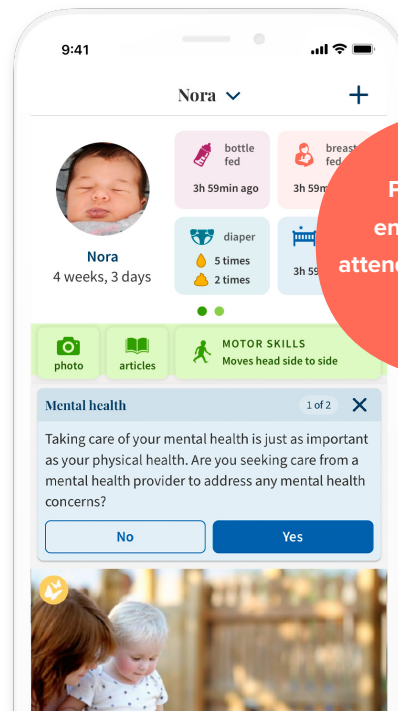 9:41
Nora
bottle fed
3h 59min ago
breast fed
3h 59m
diaper
5 times
2 times
3h 59
Nora
4 weeks, 3 days
photo
articles
MOTOR SKILLS
Moves head side to side
Mental health
1 of 2
Taking care of your mental health is just as important
as your physical health. Are you seeking care from a
mental health provider to address any mental health
concerns?
No
Yes